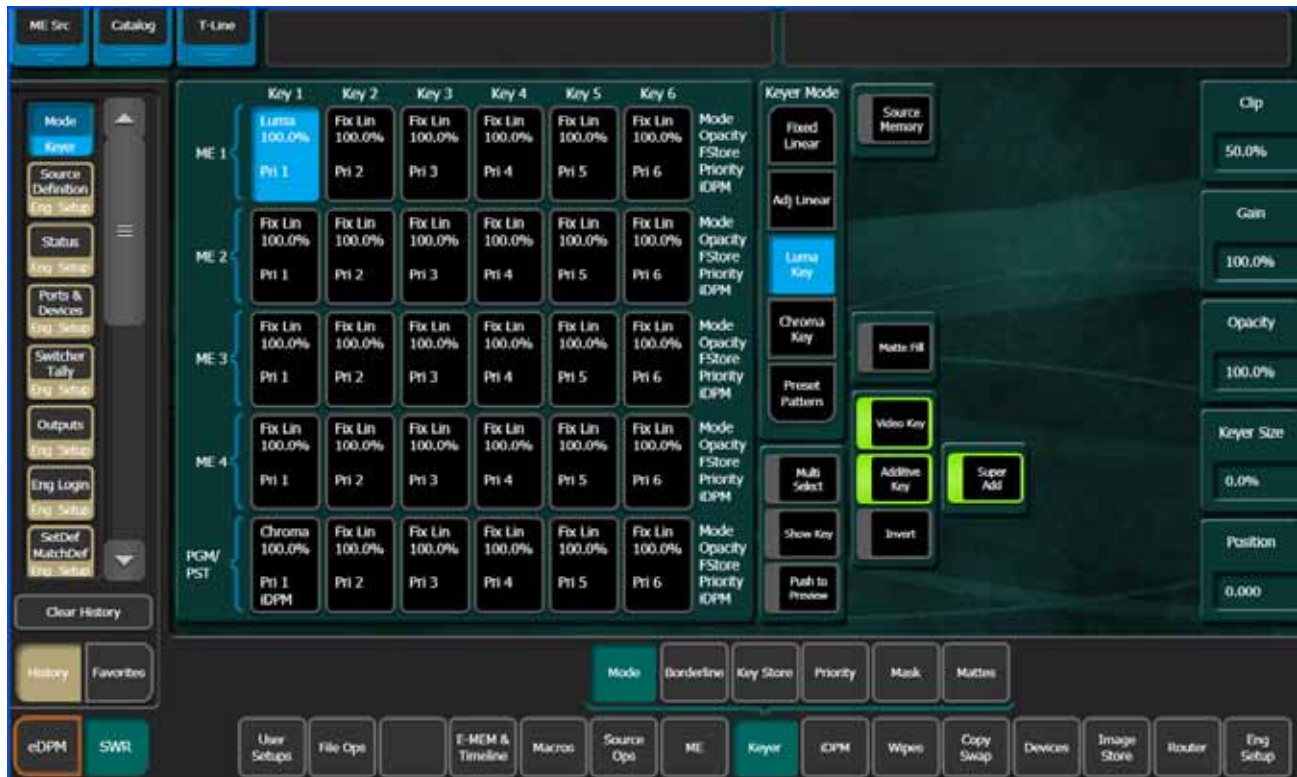 ME Src
Catalog
T-Line
Mode
Keyer
Source
Definition
Eng Setup
Status
Eng Setup
Ports &
Devices
Eng Setup
Switcher
Tally
Eng Setup
Outputs
Eng Setup
Eng Login
Eng Setup
SetDef
MatchDef
Eng Setup
Clear History
History
Favorites
eDPM
SWR
Key 1 Key 2 Key 3 Key 4 Key 5 Key 6
ME 1
Luma Fix Lin Fix Lin Fix Lin Fix Lin Fix Lin Mode
100.0% 100.0% 100.0% 100.0% 100.0% 100.0% Opacity
FStore
Pri 1 Pri 2 Pri 3 Pri 4 Pri 5 Pri 6 Priority
iDPM
ME 2
Fix Lin Fix Lin Fix Lin Fix Lin Fix Lin Fix Lin Mode
100.0% 100.0% 100.0% 100.0% 100.0% 100.0% Opacity
FStore
Pri 1 Pri 2 Pri 3 Pri 4 Pri 5 Pri 6 Priority
iDPM
ME 3
Fix Lin Fix Lin Fix Lin Fix Lin Fix Lin Fix Lin Mode
100.0% 100.0% 100.0% 100.0% 100.0% 100.0% Opacity
FStore
Pri 1 Pri 2 Pri 3 Pri 4 Pri 5 Pri 6 Priority
iDPM
ME 4
Fix Lin Fix Lin Fix Lin Fix Lin Fix Lin Fix Lin Mode
100.0% 100.0% 100.0% 100.0% 100.0% 100.0% Opacity
FStore
Pri 1 Pri 2 Pri 3 Pri 4 Pri 5 Pri 6 Priority
iDPM
PGM/
PST
Chroma Fix Lin Fix Lin Fix Lin Fix Lin Fix Lin Mode
100.0% 100.0% 100.0% 100.0% 100.0% 100.0% Opacity
FStore
Pri 1 Pri 2 Pri 3 Pri 4 Pri 5 Pri 6 Priority
iDPM iDPM
Keyer Mode
Fixed
Linear
Adj Linear
Luma
Key
Chroma
Key
Preset
Pattern
Multi
Select
Show Key
Push to
Preview
Source
Memory
Matte Fill
Video Key
Additive
Key
Invert
Super
Add
Clip
50.0%
Gain
100.0%
Opacity
100.0%
Keyer Size
0.0%
Position
0.000
Mode
Borderline
Key Store
Priority
Mask
Mattes
User
Setups
File Ops
E-MEM &
Timeline
Macros
Source
Ops
ME
Keyer
iDPM
Wipes
Copy
Swap
Devices
Image
Store
Router
Eng
Setup